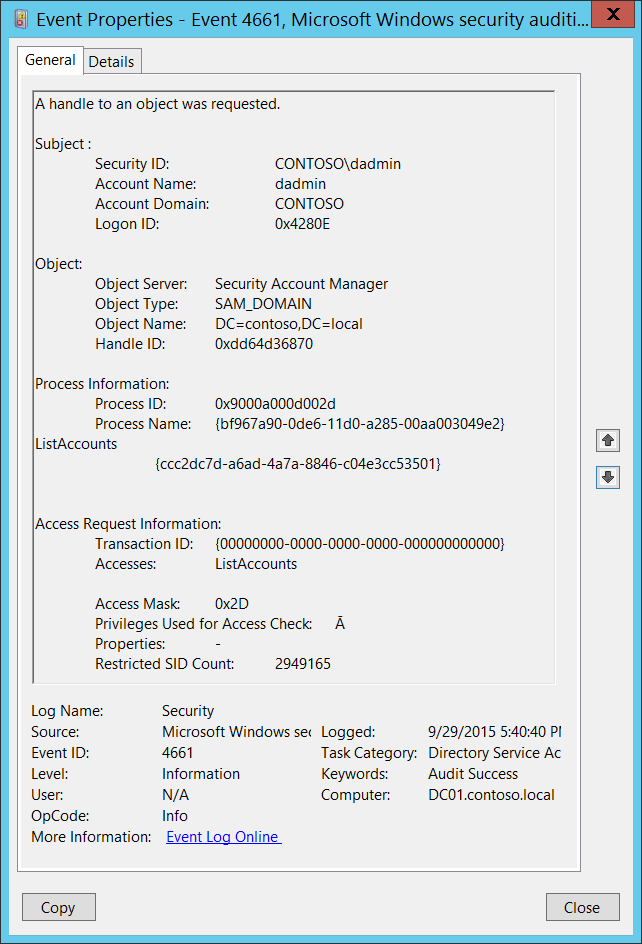 Event Properties - Event 4661, Microsoft Windows security auditi...
X
General Details
A handle to an object was requested.
Subject :
Security ID: CONTOSO\dadmin
Account Name: dadmin
Account Domain: CONTOSO
Logon ID: 0x4280E
Object:
Object Server: Security Account Manager
Object Type: SAM_DOMAIN
Object Name: DC=contoso,DC=local
Handle ID: 0xdd64d36870
Process Information:
Process ID: 0x9000a000d002d
Process Name: {bf967a90-0de6-11d0-a285-00aa003049e2}
ListAccounts
{ccc2dc7d-a6ad-4a7a-8846-c04e3cc53501}
Access Request Information:
Transaction ID: {00000000-0000-0000-0000-000000000000}
Accesses: ListAccounts
Access Mask: 0x2D
Privileges Used for Access Check: Ā
Properties: -
Restricted SID Count: 2949165
Log Name: Security
Source: Microsoft Windows sec Logged: 9/29/2015 5:40:40 PM
Event ID: 4661 Task Category: Directory Service Ac
Level: Information Keywords: Audit Success
User: N/A Computer: DC01.contoso.local
OpCode: Info
More Information: Event Log Online
Copy Close